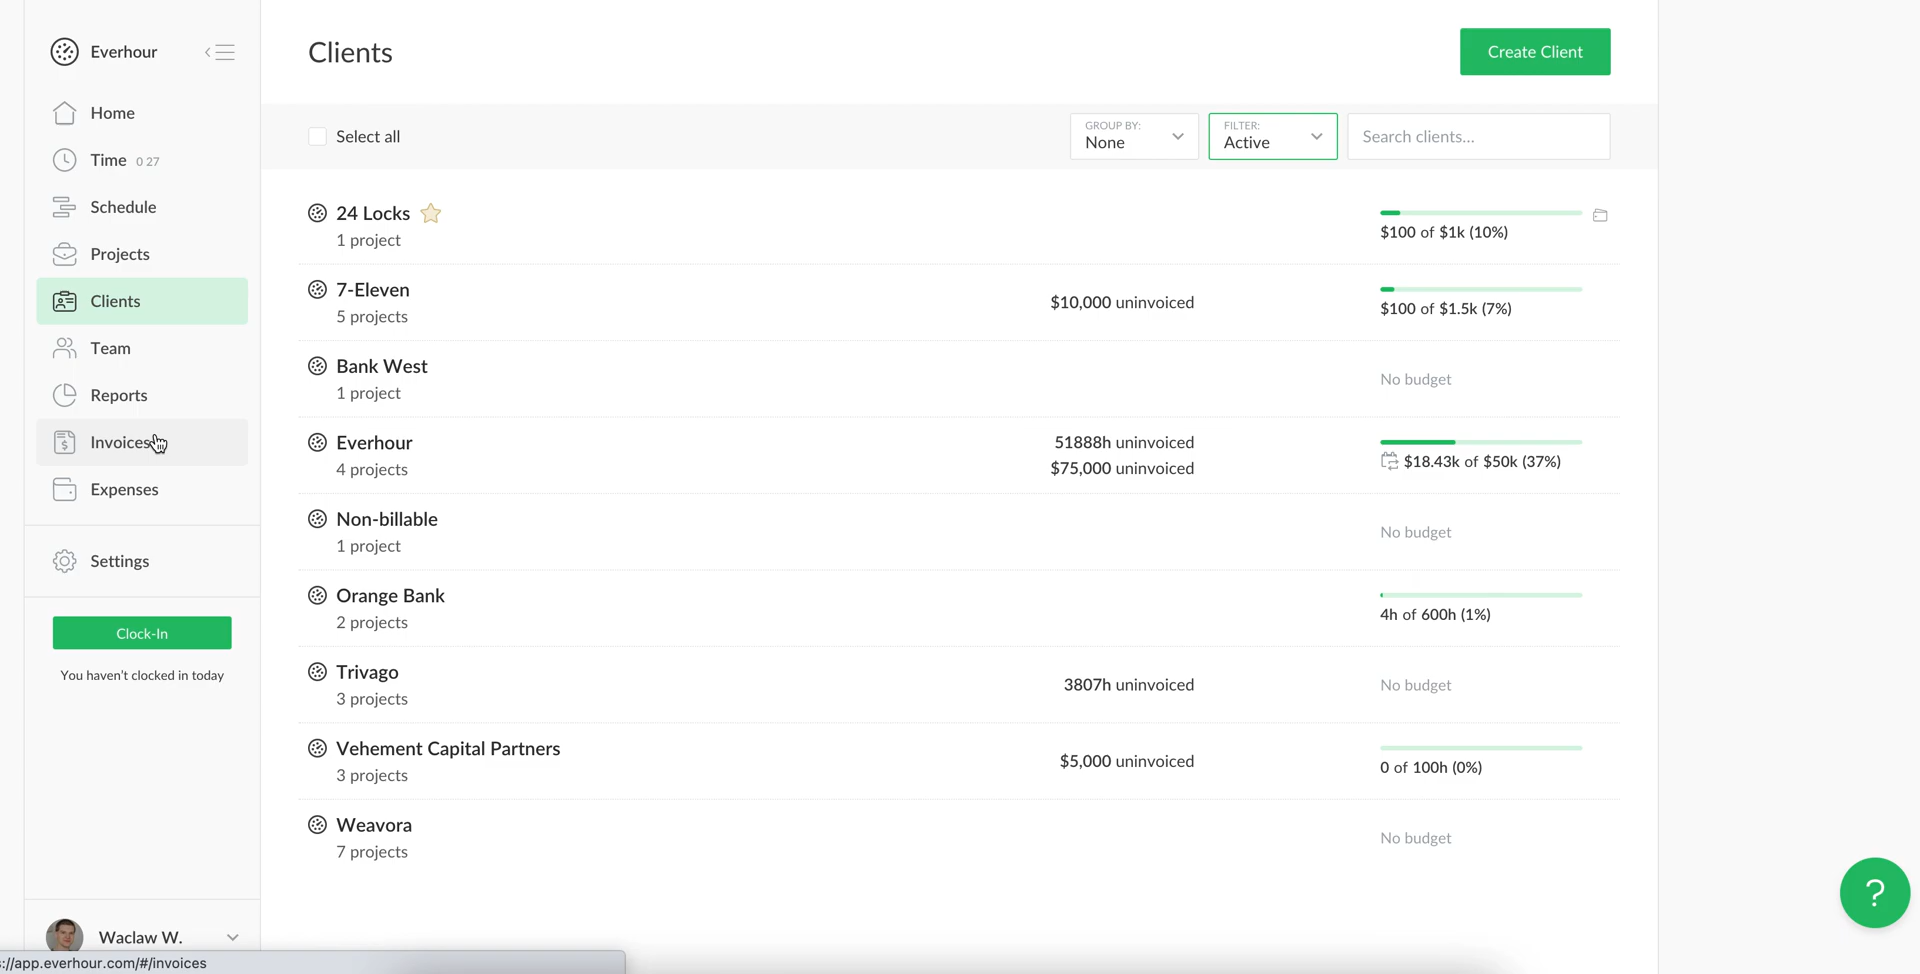 Everhour
Home
Time 0 27
Schedule
Projects
Clients
Team
Reports
Invoices
Expenses
Settings
Clock-In
You haven't clocked in today
Waclaw W.
://app.everhour.com/#/invoices
Clients
Create Client
Select all
GROUP BY:
None
FILTER:
Active
Search clients...
24 Locks
1 project
$100 of $1k (10%)
7-Eleven
5 projects
$10,000 uninvoiced
$100 of $1.5k (7%)
Bank West
1 project
No budget
Everhour
4 projects
51888h uninvoiced
$75,000 uninvoiced
$18.43k of $50k (37%)
Non-billable
1 project
No budget
Orange Bank
2 projects
4h of 600h (1%)
Trivago
3 projects
3807h uninvoiced
No budget
Vehement Capital Partners
3 projects
$5,000 uninvoiced
0 of 100h (0%)
Weavora
7 projects
No budget
?